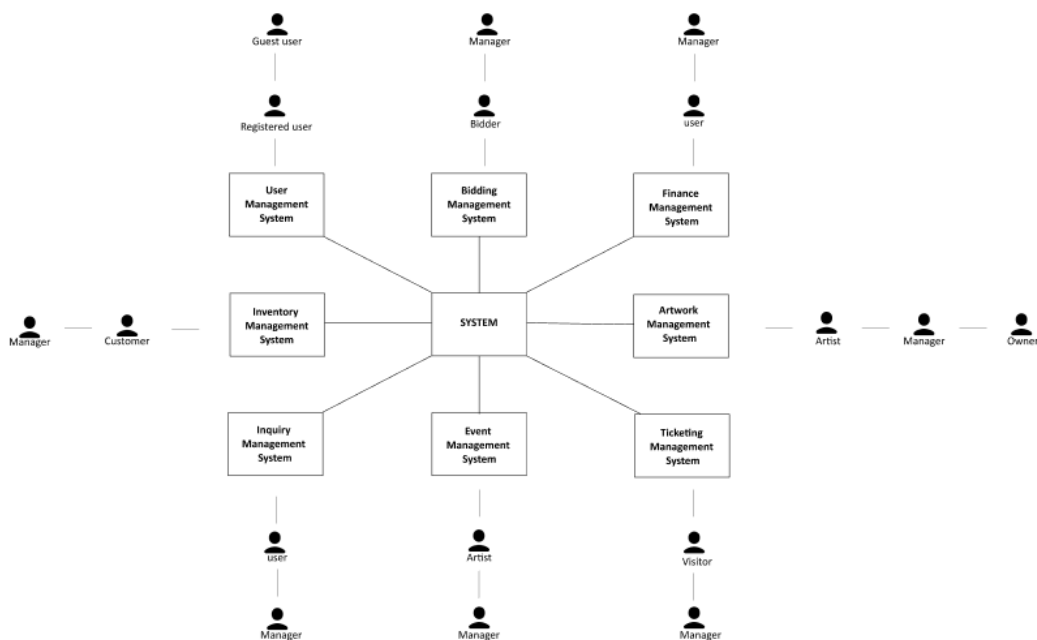 Guest user
Manager
Manager
Registered user
Bidder
user
User
Management
System
Bidding
Management
System
Finance
Management
System
Manager
Customer
Inventory
Management
System
SYSTEM
Artwork
Management
System
Artist
Manager
Owner
Inquiry
Management
System
Event
Management
System
Ticketing
Management
System
user
Artist
Visitor
Manager
Manager
Manager